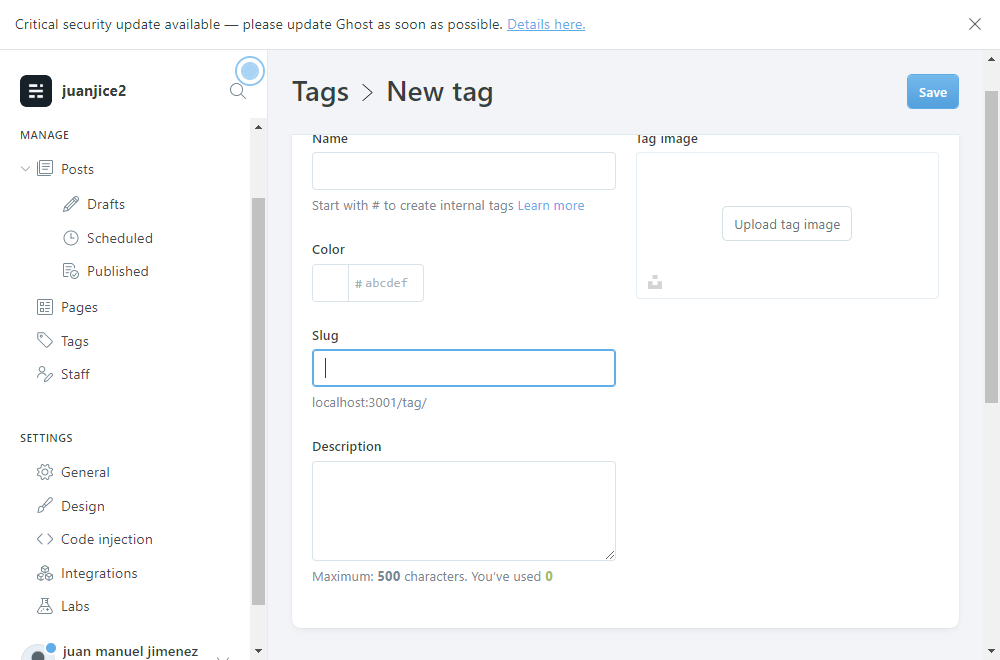 Critical security update available — please update Ghost as soon as possible. Details here.
juanjice2
MANAGE
Posts
Drafts
Scheduled
Published
Pages
Tags
Staff
SETTINGS
General
Design
Code injection
Integrations
Labs
juan manuel jimenez
Tags > New tag
Save
Name
Start with # to create internal tags Learn more
Color
# abcdef
Slug
localhost:3001/tag/
Description
Maximum: 500 characters. You've used 0
Tag image
Upload tag image